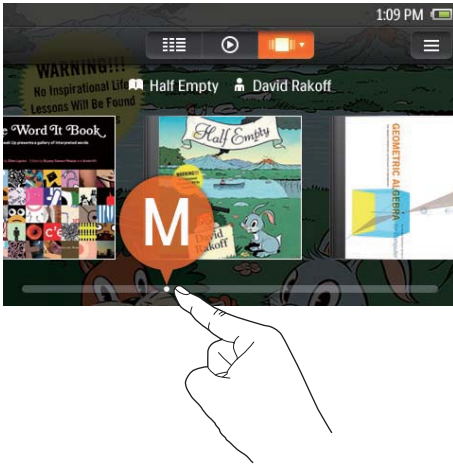 1:09 PM
WARNING!!!
No Inspirational Life
Lessons Will Be Found
Half Empty
David Rakoff
e Word It Book
Half Empty
WARNING!!!
David
Rakoff
GEOMETRIC ALGEBRA
M